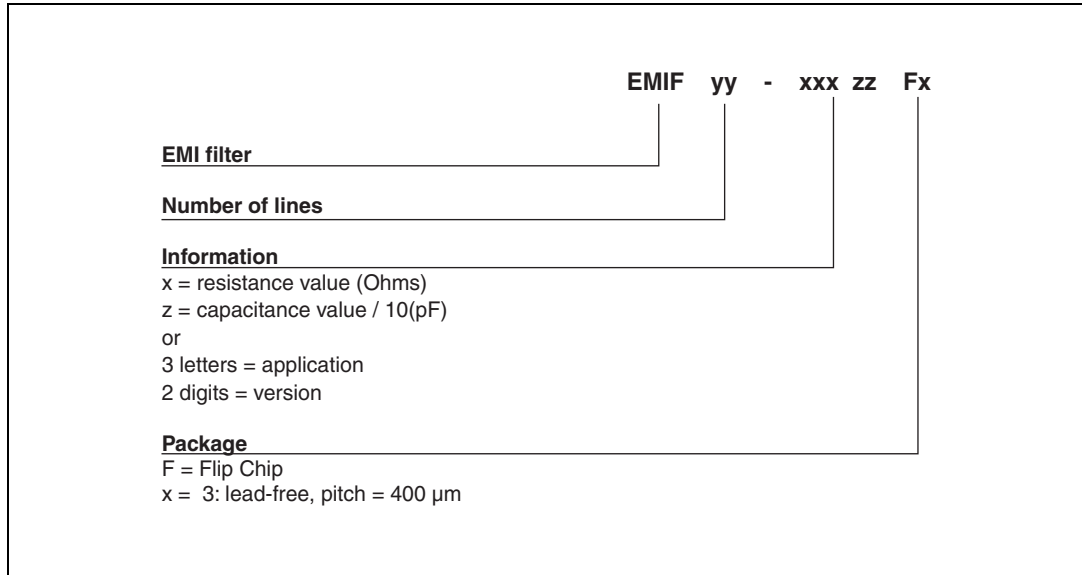 EMIF yy - xxx zz Fx
EMI filter
Number of lines
Information
x = resistance value (Ohms)
z = capacitance value / 10(pF)
or
3 letters = application
2 digits = version
Package
F = Flip Chip
x = 3: lead-free, pitch = 400 µm